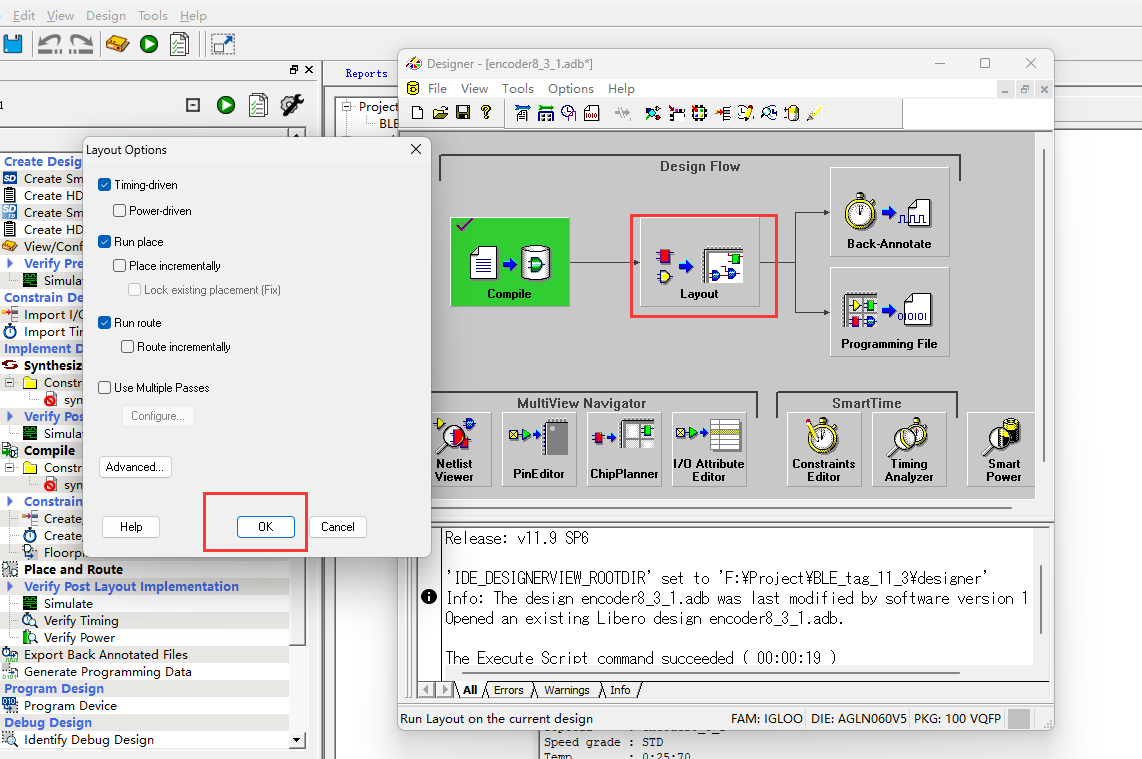 Edit View Design Tools Help
Reports
1
Project
BLE
Create Desig
Create Sm
Create HD
Create Sm
Create HD
View/Conf
Verify Pre
Simulat
Constrain De
Import I/O
Import Tim
Implement D
Synthesiz
Constr
syn
Verify Pos
Simulat
Compile
Constr
syn
Constrain
Create
Create
Floorpl
Place and Route
Verify Post Layout Implementation
Simulate
Verify Timing
Verify Power
Export Back Annotated Files
Generate Programming Data
Program Design
Program Device
Debug Design
Identify Debug Design
Layout Options
Timing-driven
Power-driven
Run place
Place incrementally
Lock existing placement (Fix)
Run route
Route incrementally
Use Multiple Passes
Configure...
Advanced...
Help OK Cancel
Designer - [encoder8_3_1.adb*]
File View Tools Options Help
Design Flow
Compile
Layout
Back-Annotate
Programming File
MultiView Navigator
Netlist
Viewer
PinEditor
ChipPlanner
I/O Attribute
Editor
SmartTime
Constraints
Editor
Timing
Analyzer
Smart
Power
Release: v11.9 SP6
'IDE_DESIGNERVIEW_ROOTDIR' set to 'F:¥Project¥BLE_tag_11_3¥designer'
Info: The design encoder8_3_1.adb was last modified by software version 1
Opened an existing Libero design encoder8_3_1.adb.
The Execute Script command succeeded ( 00:00:19 )
All Errors Warnings Info
Run Layout on the current design FAM: IGLOO DIE: AGLN060V5 PKG: 100 VQFP
Speed grade : STD
Temp : 0:25:70